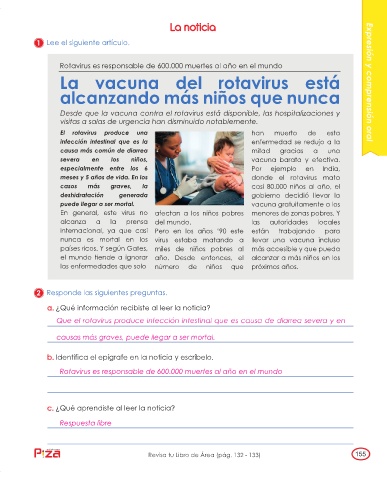 La noticia
1 Lee el siguiente artículo.
Rotavirus es responsable de 600.000 muertes al año en el mundo
La vacuna del rotavirus está
alcanzando más niños que nunca
Desde que la vacuna contra el rotavirus está disponible, las hospitalizaciones y
visitas a salas de urgencia han disminuido notablemente.
El rotavirus produce una
infección intestinal que es la
causa más común de diarrea
severa en los niños,
especialmente entre los 6
meses y 5 años de vida. En los
casos más graves, la
deshidratación generada
puede llegar a ser mortal.
En general, este virus no
alcanza a la prensa
internacional, ya que casi
nunca es mortal en los
países ricos. Y según Gates,
el mundo tiende a ignorar
las enfermedades que solo
afectan a los niños pobres
del mundo.
Pero en los años '90 este
virus estaba matando a
miles de niños pobres al
año. Desde entonces, el
número de niños que
han muerto de esta
enfermedad se redujo a la
mitad gracias a una
vacuna barata y efectiva.
Por ejemplo en India,
donde el rotavirus mata
casi 80.000 niños al año, el
gobierno decidió llevar la
vacuna gratuitamente a los
menores de zonas pobres. Y
las autoridades locales
están trabajando para
llevar una vacuna incluso
más accesible y que pueda
alcanzar a más niños en los
próximos años.
2 Responde las siguientes preguntas.
a. ¿Qué información recibiste al leer la noticia?
Que el rotavirus produce infección intestinal que es causa de diarrea severa y en
casos más graves, puede llegar a ser mortal.
b. Identifica el epígrafe en la noticia y escríbelo.
Rotavirus es responsable de 600.000 muertes al año en el mundo
c. ¿Qué aprendiste al leer la noticia?
Respuesta libre
Revisa tu Libro de Área (pág. 132 - 133)
155
Expresión y comprensión oral